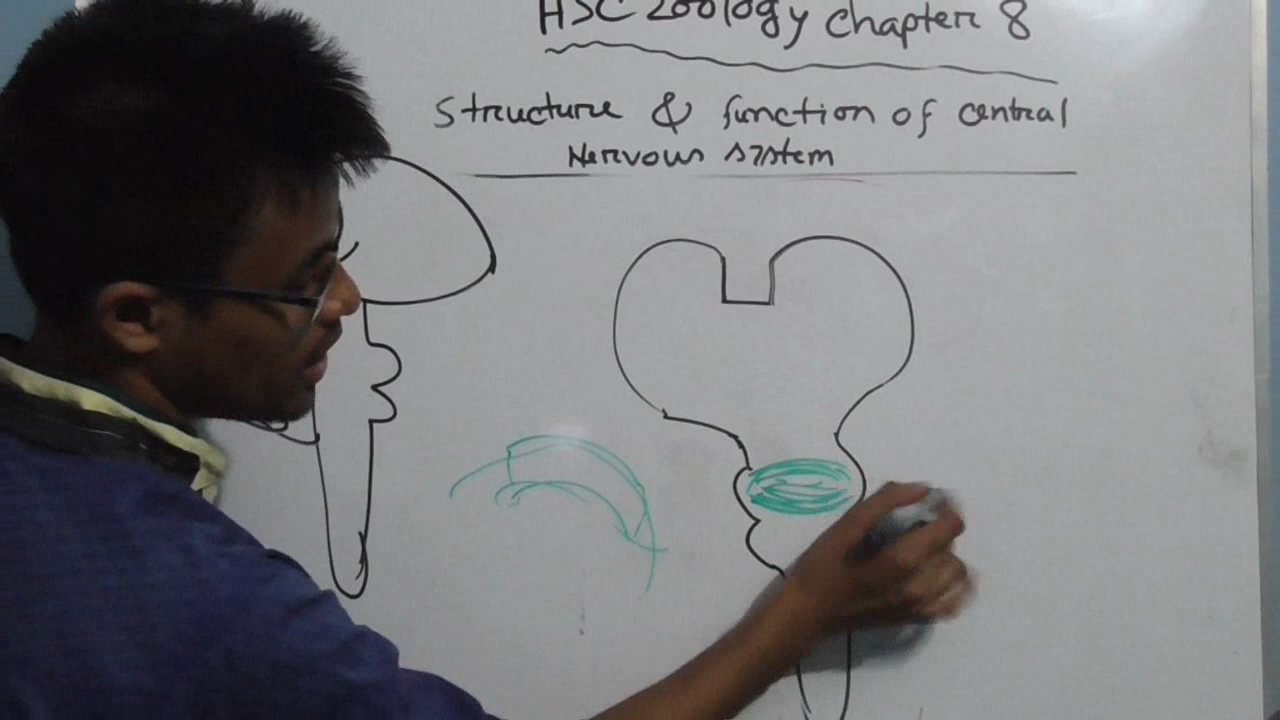 HSC Zoology Chapter 8
Structure & function of central
Nervous system